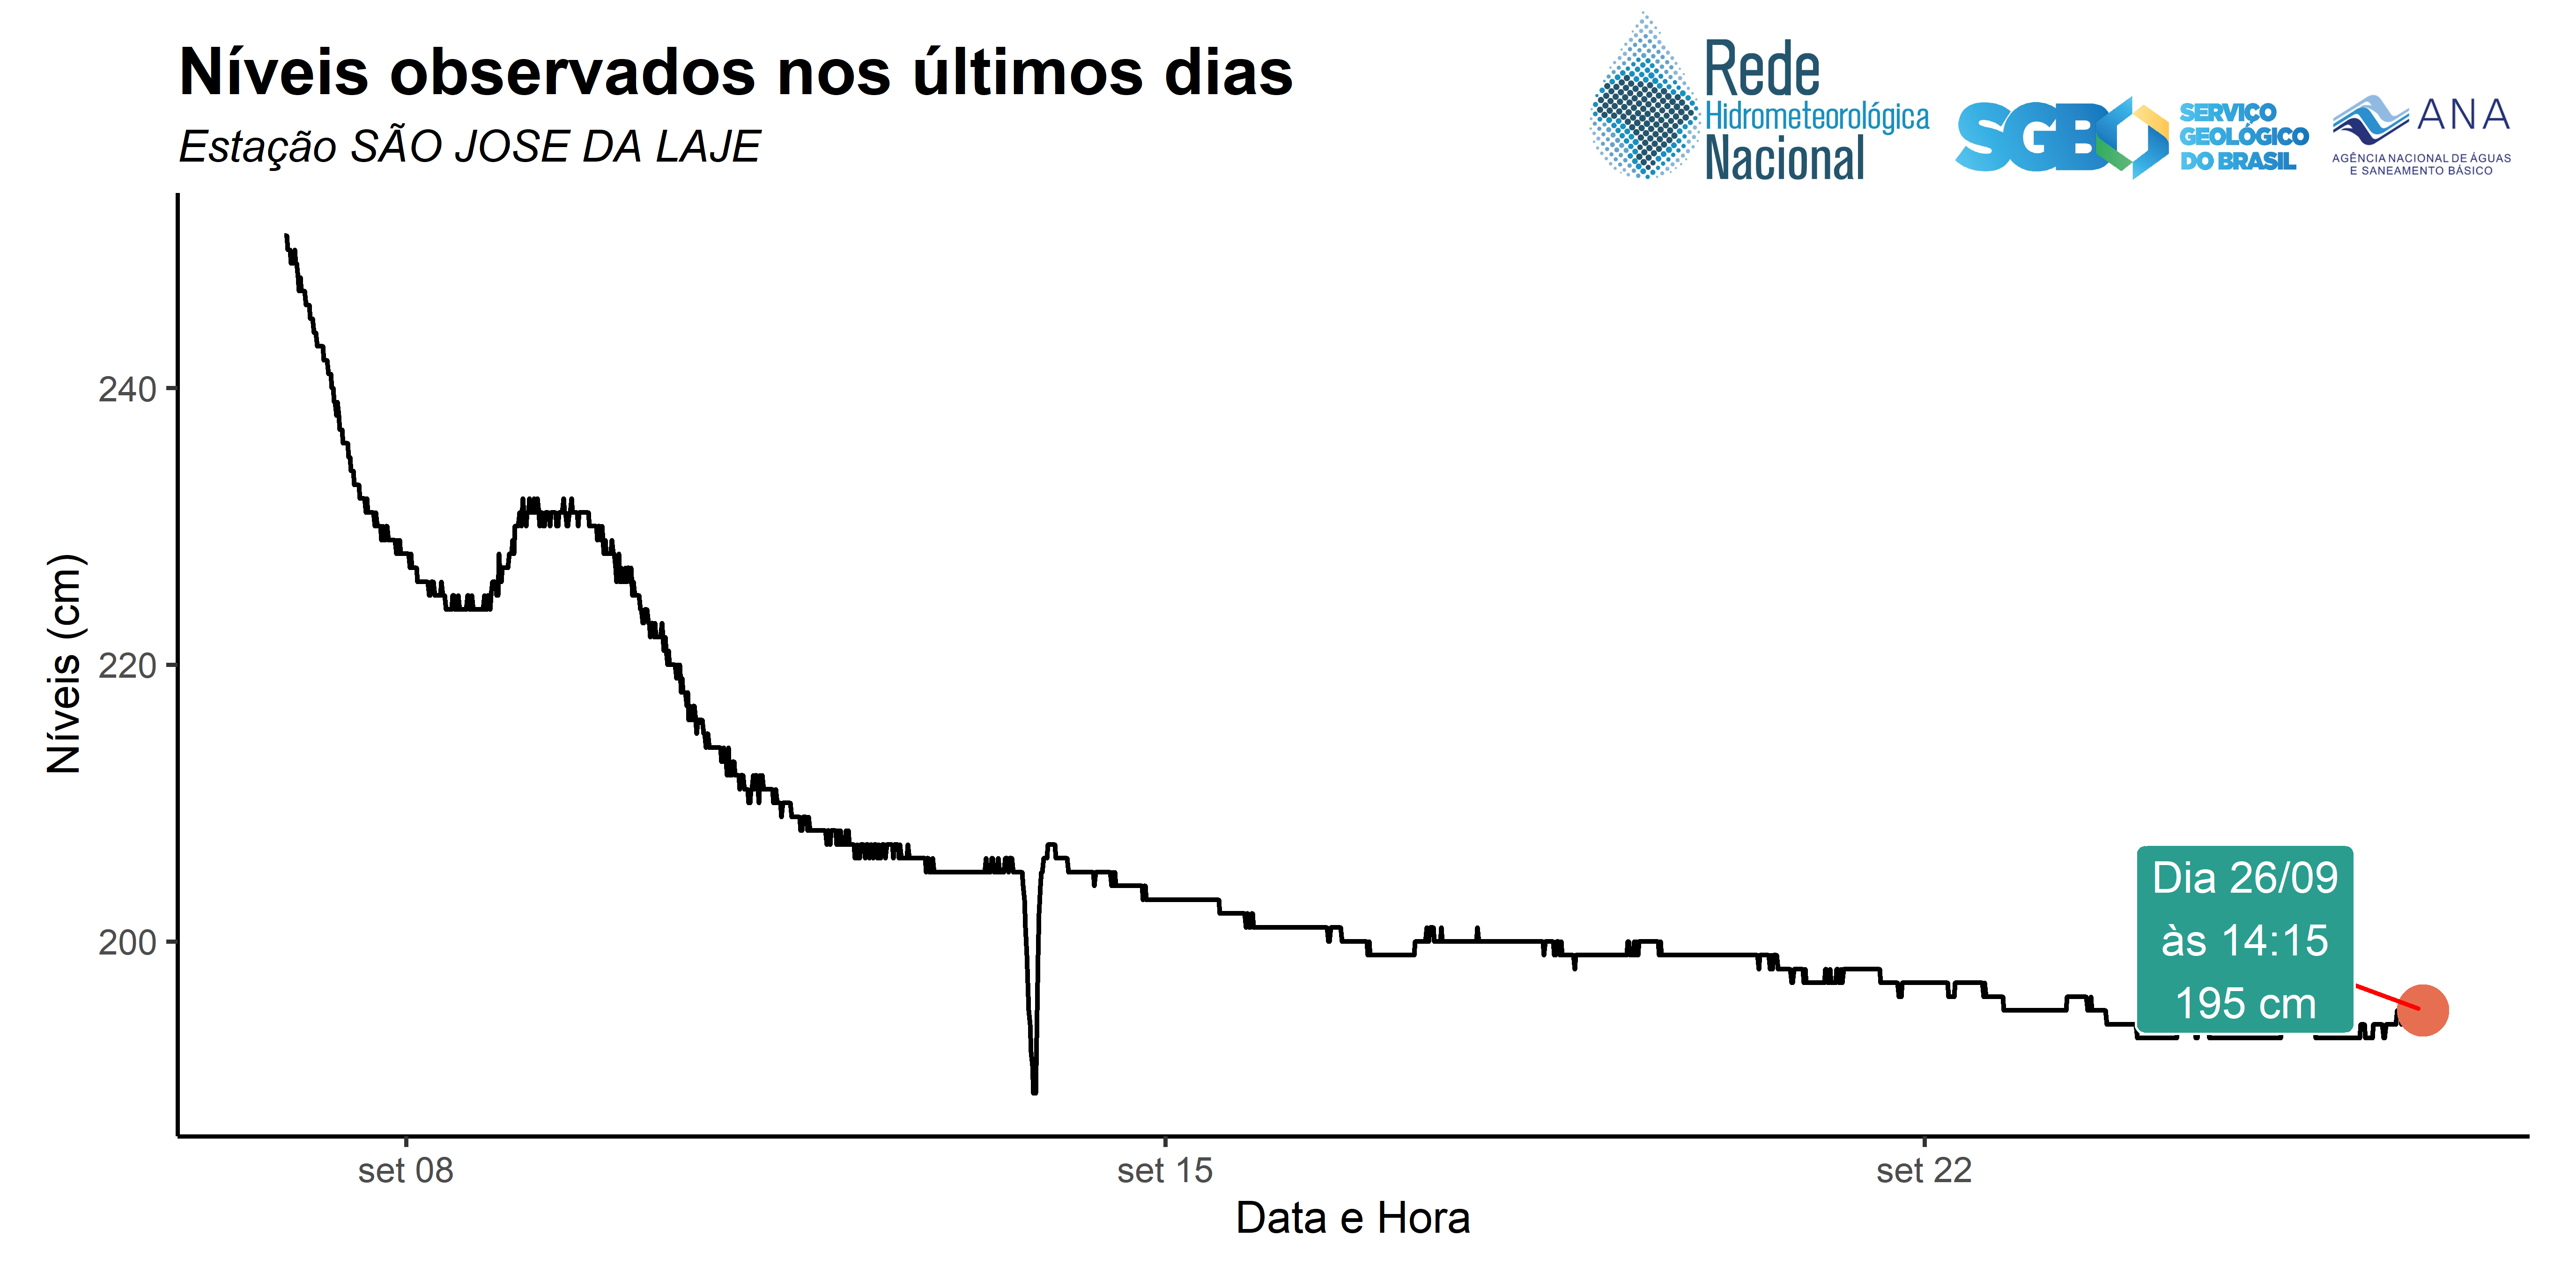 Níveis observados nos últimos dias
Estação SÃO JOSE DA LAJE
Rede
Hidrometeorológica
Nacional
SGB
SERVIÇO
GEOLÓGICO
DO BRASIL
ANA
AGÊNCIA NACIONAL DE ÁGUAS
E SANEAMENTO BÁSICO
Níveis (cm)
240
220
200
Dia 26/09
às 14:15
195 cm
set 08
set 15
set 22
Data e Hora